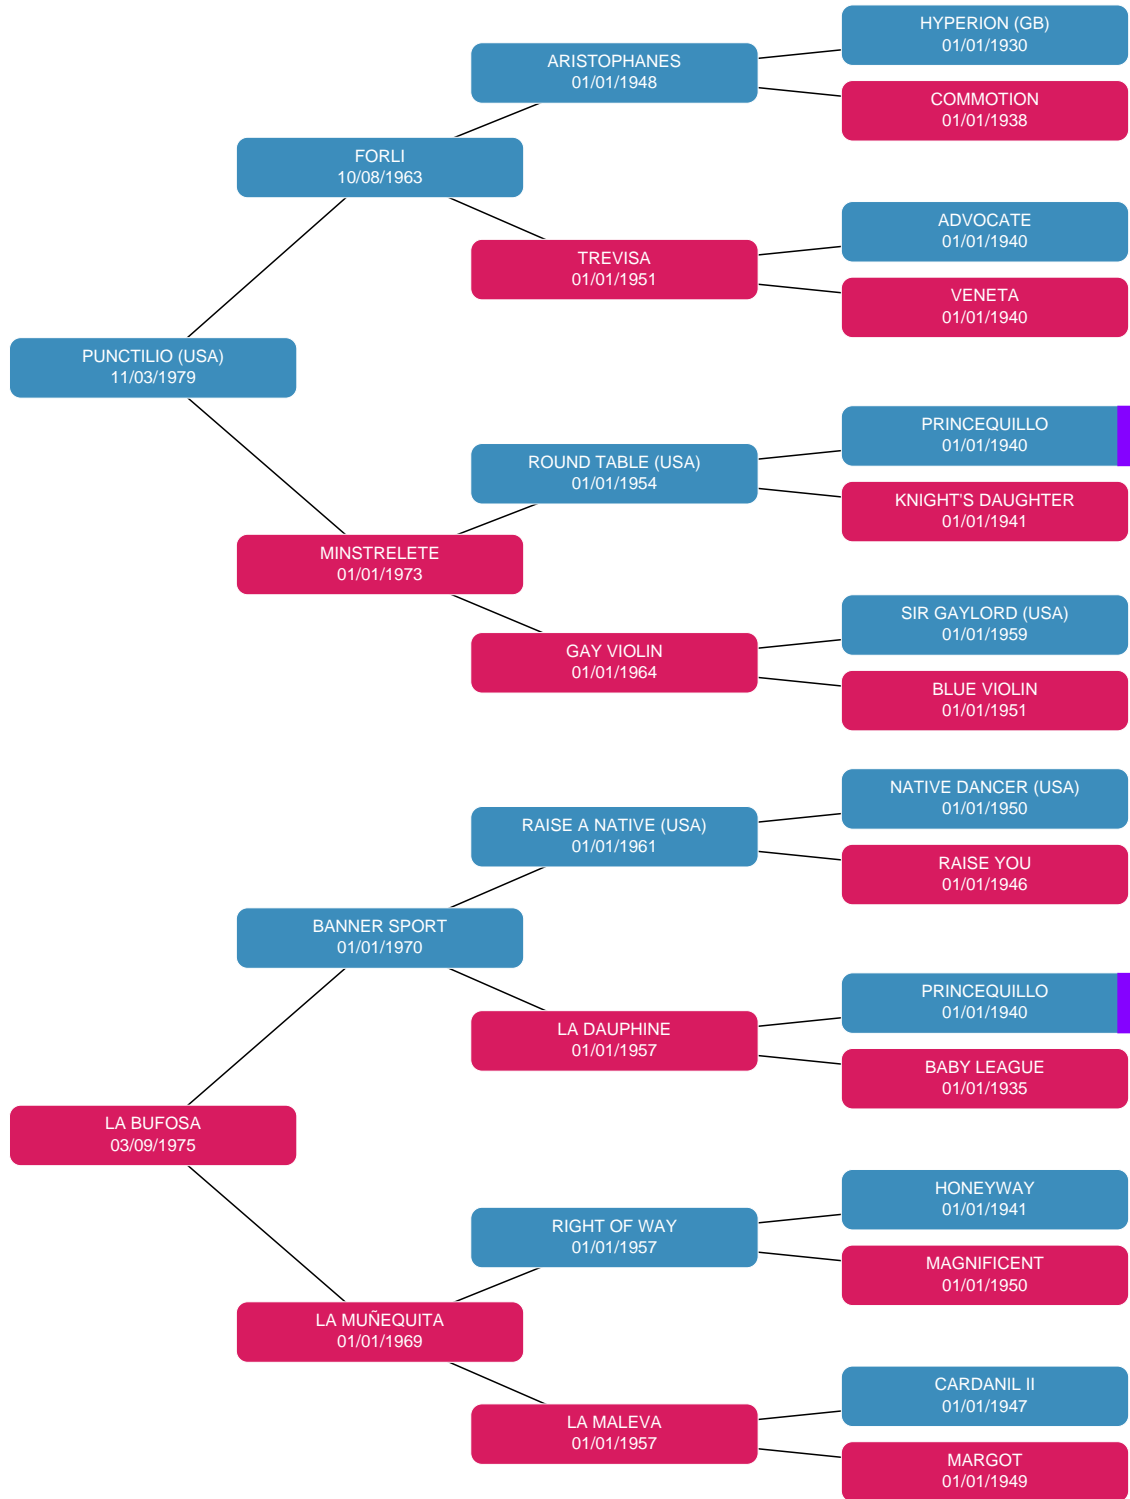 HYPERION (GB)
01/01/1930
ARISTOPHANES
01/01/1948
COMMOTION
01/01/1938
FORLI
10/08/1963
ADVOCATE
01/01/1940
TREVISA
01/01/1951
VENETA
01/01/1940
PUNCTILIO (USA)
11/03/1979
PRINCEQUILLO
01/01/1940
ROUND TABLE (USA)
01/01/1954
KNIGHT'S DAUGHTER
01/01/1941
MINSTRELETE
01/01/1973
SIR GAYLORD (USA)
01/01/1959
GAY VIOLIN
01/01/1964
BLUE VIOLIN
01/01/1951
NATIVE DANCER (USA)
01/01/1950
RAISE A NATIVE (USA)
01/01/1961
RAISE YOU
01/01/1946
BANNER SPORT
01/01/1970
PRINCEQUILLO
01/01/1940
LA DAUPHINE
01/01/1957
BABY LEAGUE
01/01/1935
LA BUFOSA
03/09/1975
HONEYWAY
01/01/1941
RIGHT OF WAY
01/01/1957
MAGNIFICENT
01/01/1950
LA MUÑEQUITA
01/01/1969
CARDANIL II
01/01/1947
LA MALEVA
01/01/1957
MARGOT
01/01/1949